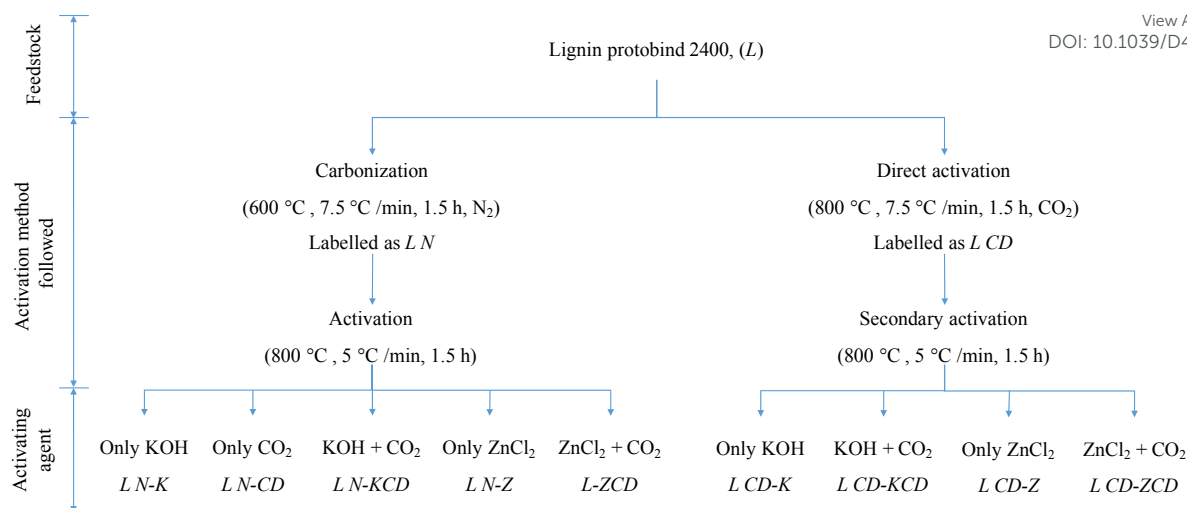 View A
DOI: 10.1039/D4
Feedstock
Lignin protobind 2400, (L)
Activation method
followed
Carbonization
(600 °C , 7.5 °C /min, 1.5 h, N₂)
Labelled as L N
Direct activation
(800 °C , 7.5 °C /min, 1.5 h, CO₂)
Labelled as L CD
Activation
(800 °C , 5 °C /min, 1.5 h)
Secondary activation
(800 °C , 5 °C /min, 1.5 h)
Activating
agent
Only KOH
L N-K
Only CO₂
L N-CD
KOH + CO₂
L N-KCD
Only ZnCl₂
L N-Z
ZnCl₂ + CO₂
L-ZCD
Only KOH
L CD-K
KOH + CO₂
L CD-KCD
Only ZnCl₂
L CD-Z
ZnCl₂ + CO₂
L CD-ZCD